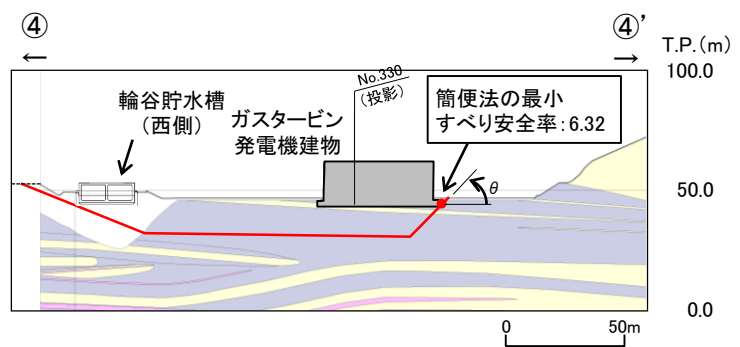 ④
④’
T.P.(m)
100.0
50.0
0.0
輪谷貯水槽
(西側)
ガスタービン
発電機建物
No.330
(投影)
簡便法の最小
すべり安全率:6.32
θ
0
50m